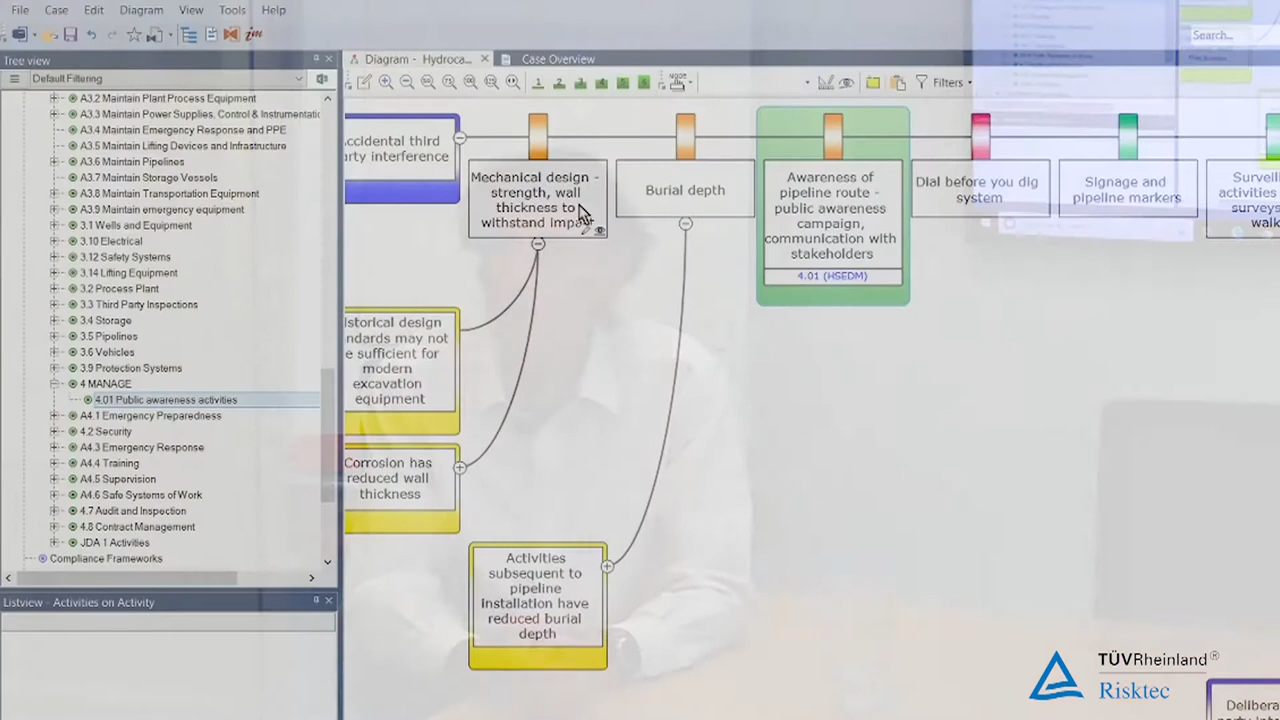 File Case Edit Diagram View Tools Help
Search...
Tree view
Diagram - Hydroca...
Case Overview
Default Filtering
Filters
A3.2 Maintain Plant Process Equipment
A3.3 Maintain Power Supplies, Control & Instrumentatic
A3.4 Maintain Emergency Response and PPE
A3.5 Maintain Lifting Devices and Infrastructure
A3.6 Maintain Pipelines
A3.7 Maintain Storage Vessels
A3.8 Maintain Transportation Equipment
A3.9 Maintain emergency equipment
3.1 Wells and Equipment
3.10 Electrical
3.12 Safety Systems
3.14 Lifting Equipment
3.2 Process Plant
3.3 Third Party Inspections
3.4 Storage
3.5 Pipelines
3.6 Vehicles
3.9 Protection Systems
4 MANAGE
4.01 Public awareness activities
A4.1 Emergency Preparedness
4.2 Security
A4.3 Emergency Response
A4.4 Training
A4.5 Supervision
A4.6 Safe Systems of Work
4.7 Audit and Inspection
4.8 Contract Management
JDA 1 Activities
Compliance Frameworks
Listview - Activities on Activity
ccidental third
rty interference
Mechanical design -
strength, wall
thickness to
withstand impact
Burial depth
Awareness of
pipeline route -
public awareness
campaign,
communication with
stakeholders
4.01 (HSEDM)
Dial before you dig
system
Signage and
pipeline markers
Surveill
activities
surveys
walk
istorical design
ndards may not
e sufficient for
modern
excavation
equipment
Corrosion has
reduced wall
thickness
Activities
subsequent to
pipeline
installation have
reduced burial
depth
TÜVRheinland®
Risktec
Delibera